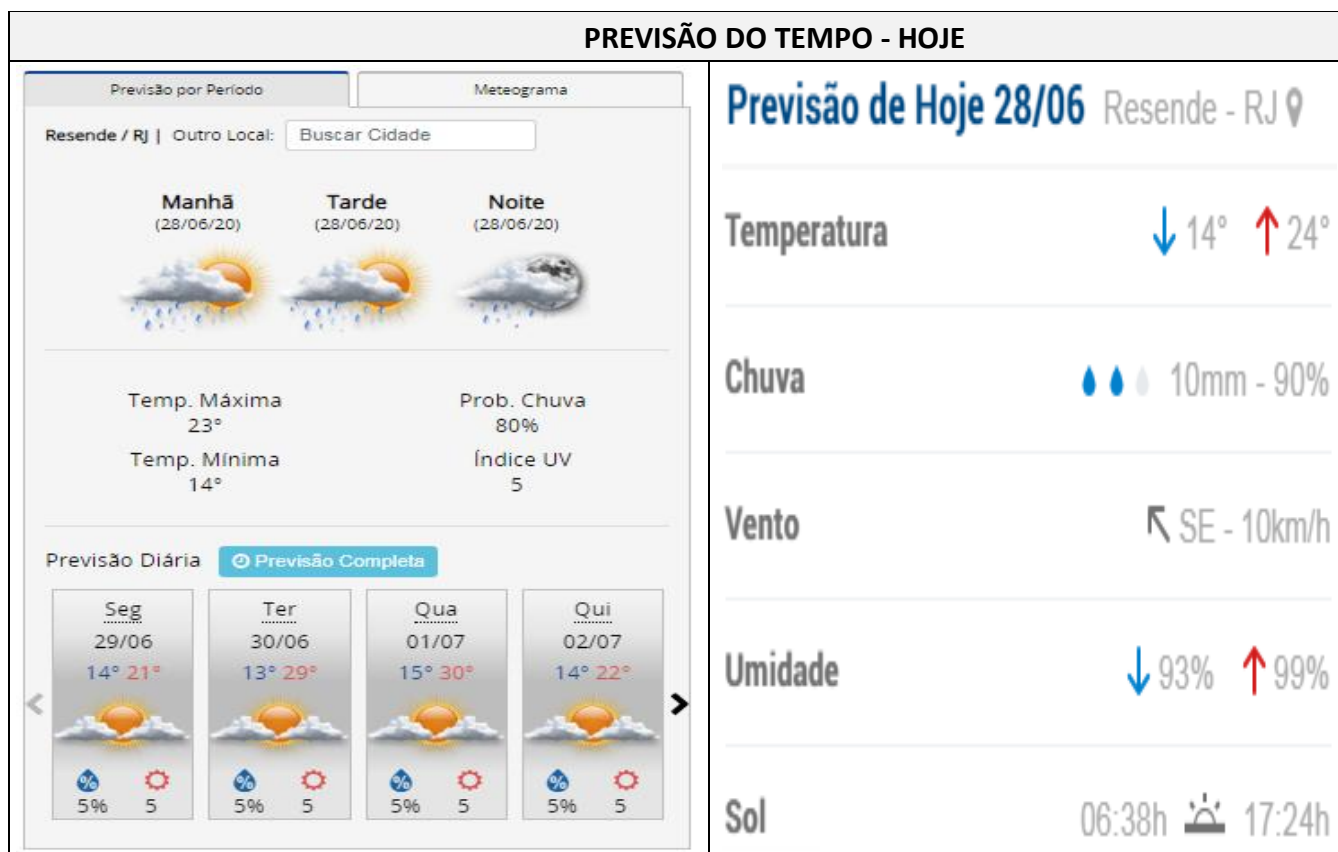 PREVISÃO DO TEMPO - HOJE
Previsão por Período
Meteograma
Resende / RJ | Outro Local: Buscar Cidade
Manhã Tarde Noite
(28/06/20) (28/06/20) (28/06/20)
Temp. Máxima Prob. Chuva
23° 80%
Temp. Mínima Índice UV
14° 5
Previsão Diária Previsão Completa
Seg Ter Qua Qui
29/06 30/06 01/07 02/07
14° 21° 13° 29° 15° 30° 14° 22°
% % % %
5% 5 5% 5 5% 5 5% 5
Previsão de Hoje 28/06 Resende - RJ
Temperatura 14° 24°
Chuva 10mm - 90%
Vento SE - 10km/h
Umidade 93% 99%
Sol 06:38h 17:24h